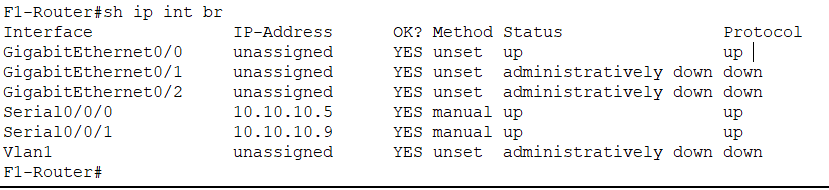 F1-Router#sh ip int br
Interface IP-Address OK? Method Status Protocol
GigabitEthernet0/0 unassigned YES unset up up
GigabitEthernet0/1 unassigned YES unset administratively down down
GigabitEthernet0/2 unassigned YES unset administratively down down
Serial0/0/0 10.10.10.5 YES manual up up
Serial0/0/1 10.10.10.9 YES manual up up
Vlan1 unassigned YES unset administratively down down
F1-Router#